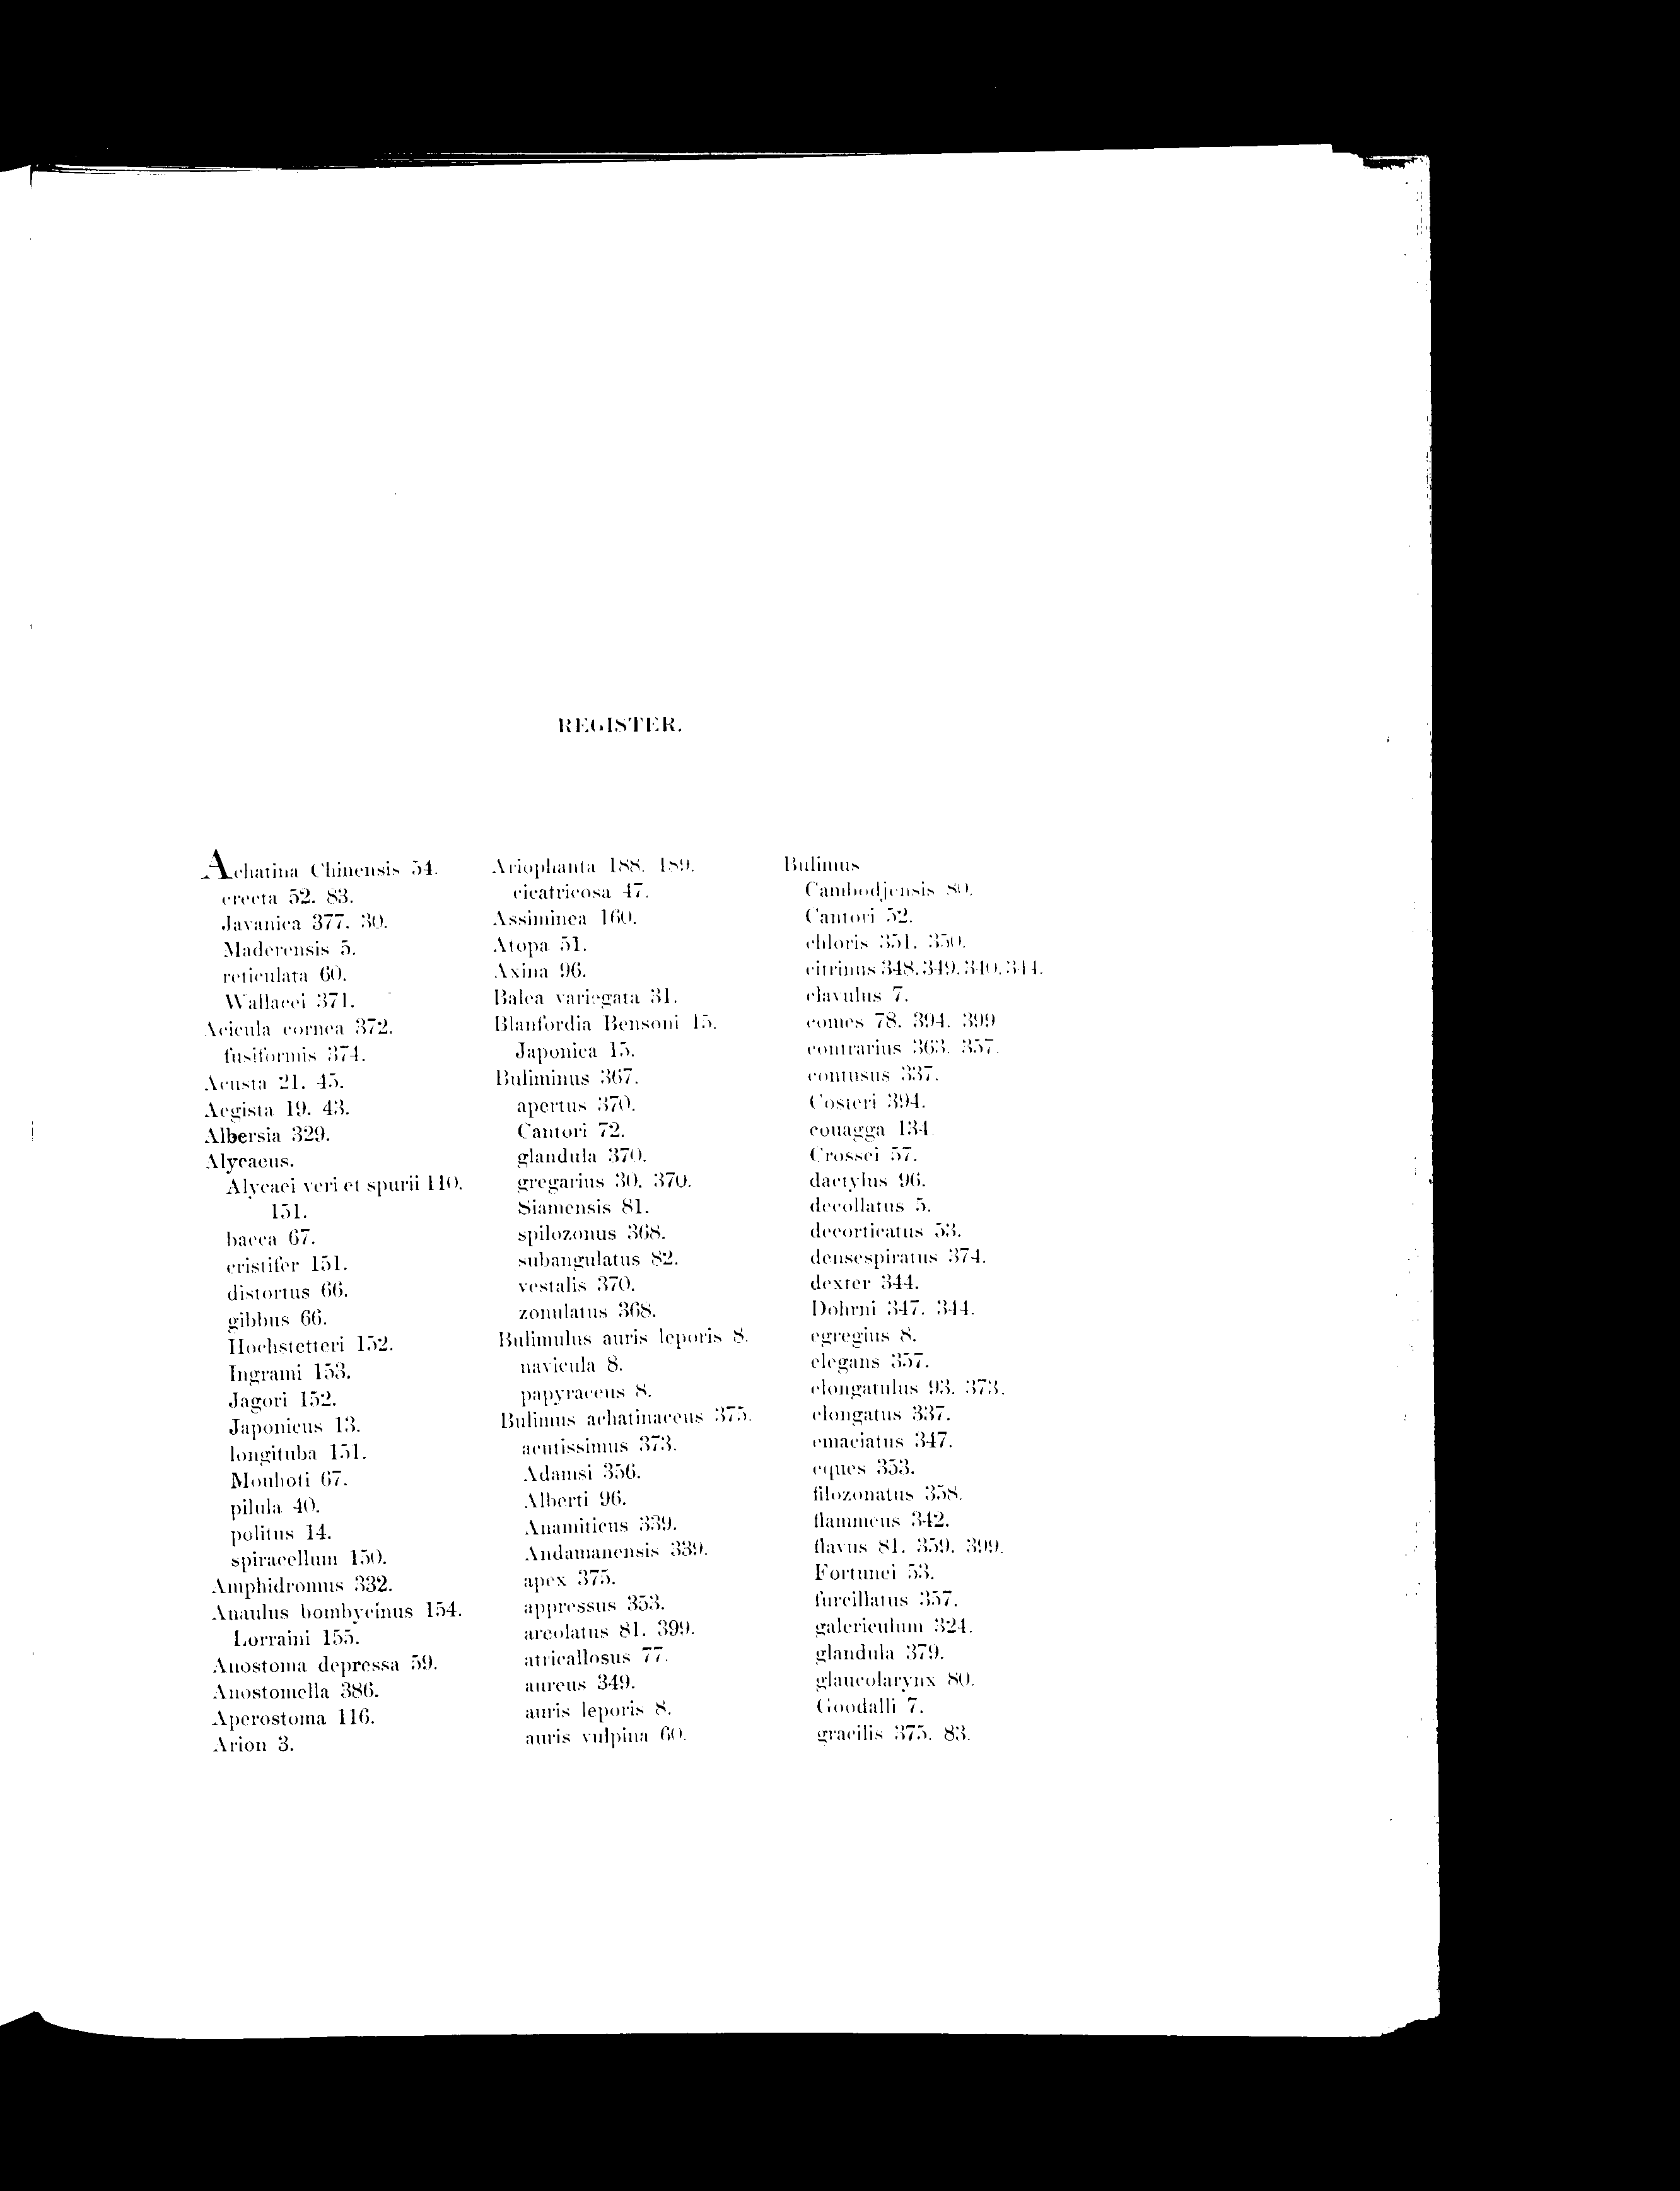 REGISTER.
Achatina Chinensis 54.
erecta 52. 83.
Javanica 377. 30.
Maderensis 5.
reticulata 60.
Wallacei 371.
Acicula cornea 372.
fusiformis 374.
Acusta 21. 45.
Aegista 19. 43.
Albersia 329.
Alycaeus.
Alycaei veri et spurii 110.
151.
bacca 67.
cristifer 151.
distortus 66.
gibbus 66.
Hochstetteri 152.
Ingrami 153.
Jagori 152.
Japonicus 13.
longituba 151.
Mouhoti 67.
pilula 40.
politus 14.
spiracellum 150.
Amphidromus 332.
Anaulus bombycinus 154.
Lorraini 155.
Anostoma depressa 59.
Anostomella 386.
Aperostoma 116.
Arion 3.
Ariophanta 188. 189.
cicatricosa 47.
Assiminea 160.
Atopa 51.
Axina 96.
Balea variegata 31.
Blanfordia Bensoni 15.
Japonica 15.
Buliminus 367.
apertus 370.
Cantori 72.
glandula 370.
gregarius 30. 370.
Siamensis 81.
spilozonus 368.
subangulatus 82.
vestalis 370.
zonulatus 368.
Bulimulus auris leporis 8.
navicula 8.
papyraceus 8.
Bulimus achatinaceus 375.
acutissimus 373.
Adamsi 356.
Alberti 96.
Anamiticus 339.
Andamanensis 339.
apex 375.
appressus 353.
areolatus 81. 399.
atricallosus 77.
aureus 349.
auris leporis 8.
auris vulpina 60.
Bulimus
Cambodjensis 80.
Cantori 52.
chloris 351. 350.
citrinus 348. 349. 340. 344.
clavulus 7.
comes 78. 394. 399
contrarius 363. 357.
contusus 337.
Costeri 394.
couagga 134.
Crossei 57.
dactylus 96.
decollatus 5.
decorticatus 53.
densespiratus 374.
dexter 344.
Dohrni 347. 344.
egregius 8.
elegans 357.
elongatulus 93. 373.
elongatus 337.
emaciatus 347.
eques 353.
filozonatus 358.
flammeus 342.
flavus 81. 359. 399.
Fortunei 53.
furcillatus 357.
galericulum 324.
glandula 379.
glaucolarynx 80.
Goodalli 7.
gracilis 375. 83.